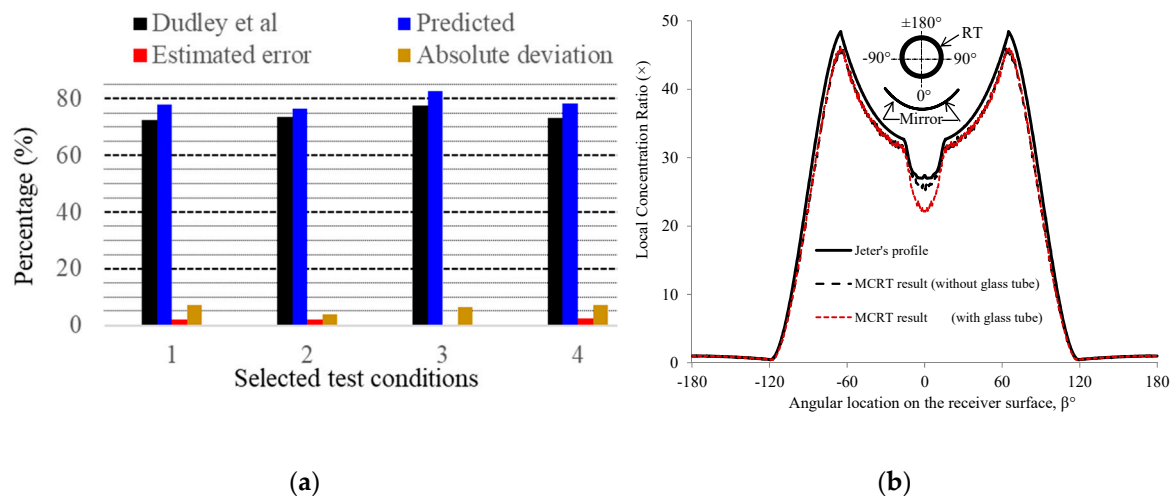 Dudley et al
Predicted
Estimated error
Absolute deviation
80
60
40
20
0
Percentage (%)
1
2
3
4
Selected test conditions
(a)
50
40
30
20
10
0
Local Concentration Ratio (×)
±180°
RT
-90°
90°
0°
Mirror
Jeter's profile
MCRT result (without glass tube)
MCRT result (with glass tube)
-180
-120
-60
0
60
120
180
Angular location on the receiver surface, β°
(b)